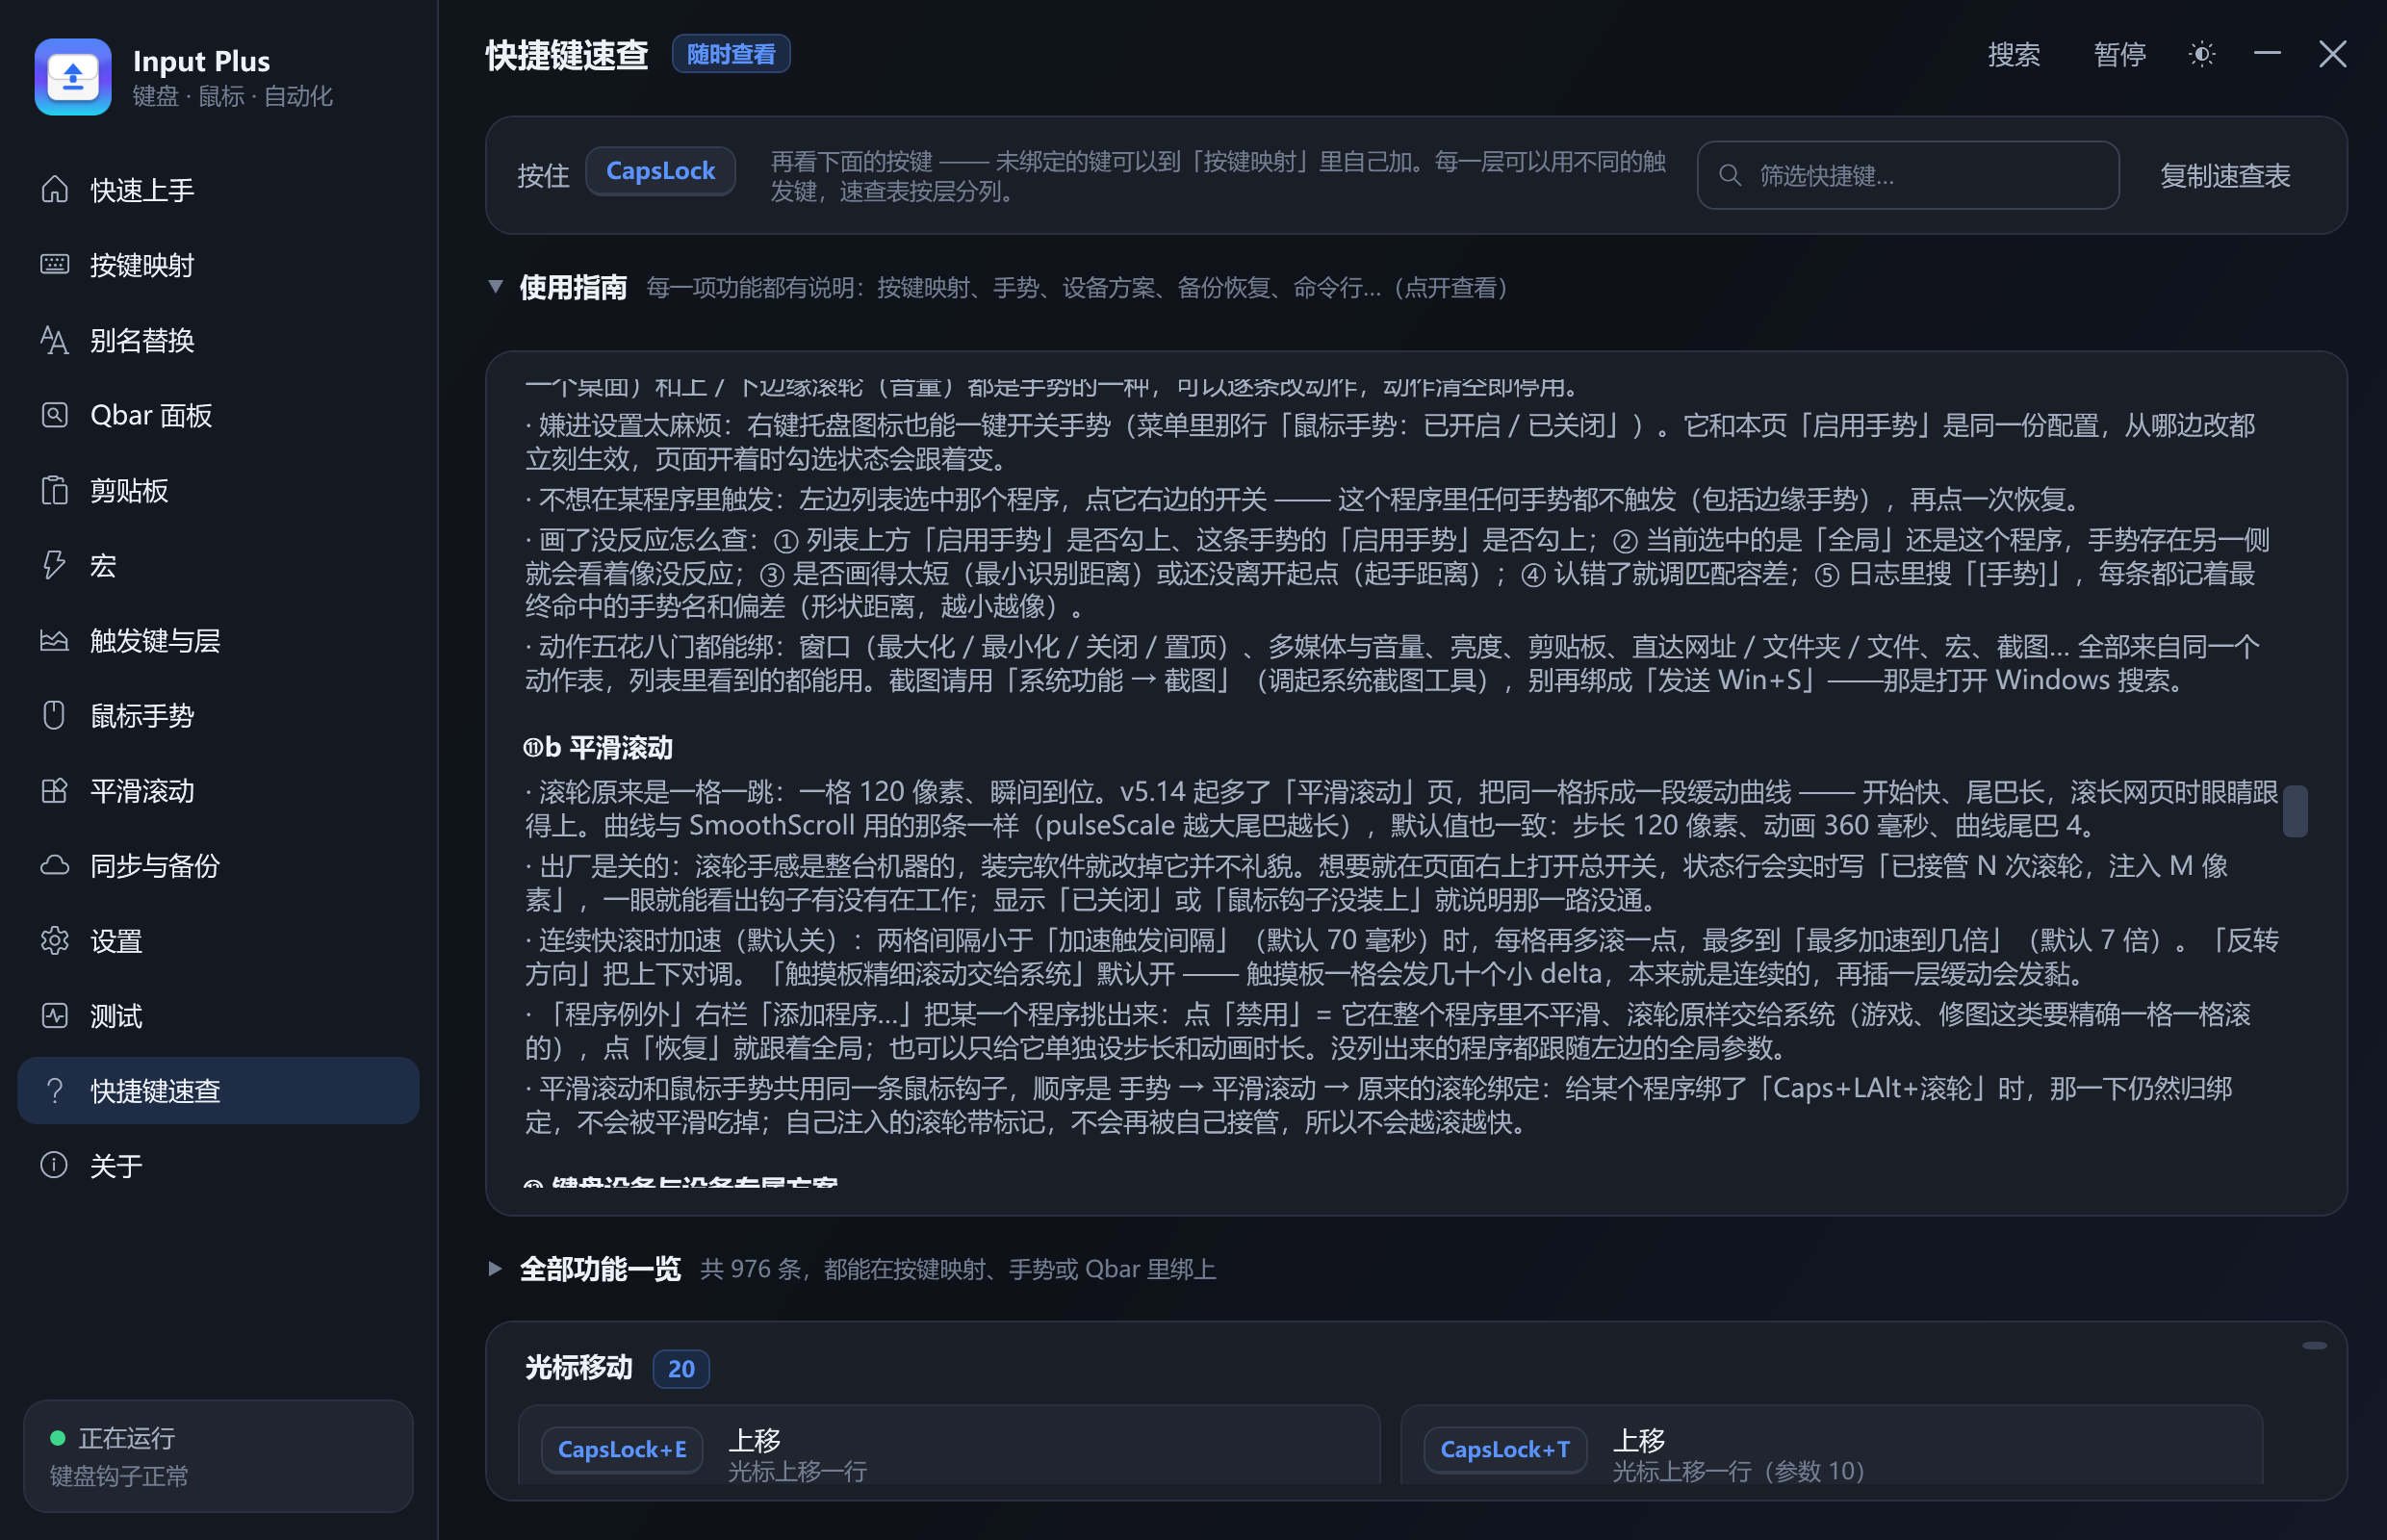 Input Plus
键盘 · 鼠标 · 自动化
快速上手
按键映射
别名替换
Qbar 面板
剪贴板
宏
触发键与层
鼠标手势
平滑滚动
同步与备份
设置
测试
快捷键速查
关于
正在运行
键盘钩子正常
快捷键速查 随时查看
搜索 暂停
按住 CapsLock
再看下面的按键 —— 未绑定的键可以到「按键映射」里自己加。每一层可以用不同的触
发键，速查表按层分列。
筛选快捷键...
复制速查表
使用指南 每一项功能都有说明：按键映射、手势、设备方案、备份恢复、命令行...（点开查看）
一个桌面）和上 / 下边缘滚轮（音量）都是手势的一种，可以逐条改动作，动作清空即停用。
· 嫌进设置太麻烦：右键托盘图标也能一键开关手势（菜单里那行「鼠标手势：已开启 / 已关闭」）。它和本页「启用手势」是同一份配置，从哪边改都
立刻生效，页面开着时勾选状态会跟着变。
· 不想在某程序里触发：左边列表选中那个程序，点它右边的开关 —— 这个程序里任何手势都不触发（包括边缘手势），再点一次恢复。
· 画了没反应怎么查：① 列表上方「启用手势」是否勾上、这条手势的「启用手势」是否勾上；② 当前选中的是「全局」还是这个程序，手势存在另一侧
就会看着像没反应；③ 是否画得太短（最小识别距离）或还没离开起点（起手距离）；④ 认错了就调匹配容差；⑤ 日志里搜「[手势]」，每条都记着最
终命中的手势名和偏差（形状距离，越小越像）。
· 动作五花八门都能绑：窗口（最大化 / 最小化 / 关闭 / 置顶）、多媒体与音量、亮度、剪贴板、直达网址 / 文件夹 / 文件、宏、截图... 全部来自同一个
动作表，列表里看到的都能用。截图请用「系统功能 → 截图」（调起系统截图工具），别再绑成「发送 Win+S」——那是打开 Windows 搜索。
⑪b 平滑滚动
· 滚轮原来是一格一跳：一格 120 像素、瞬间到位。v5.14 起多了「平滑滚动」页，把同一格拆成一段缓动曲线 —— 开始快、尾巴长，滚长网页时眼睛跟
得上。曲线与 SmoothScroll 用的那条一样（pulseScale 越大尾巴越长），默认值也一致：步长 120 像素、动画 360 毫秒、曲线尾巴 4。
· 出厂是关的：滚轮手感是整台机器的，装完软件就改掉它并不礼貌。想要就在页面右上打开总开关，状态行会实时写「已接管 N 次滚轮，注入 M 像
素」，一眼就能看出钩子有没有在工作；显示「已关闭」或「鼠标钩子没装上」就说明那一路没通。
· 连续快滚时加速（默认关）：两格间隔小于「加速触发间隔」（默认 70 毫秒）时，每格再多滚一点，最多到「最多加速到几倍」（默认 7 倍）。「反转
方向」把上下对调。「触摸板精细滚动交给系统」默认开 —— 触摸板一格会发几十个小 delta，本来就是连续的，再插一层缓动会发黏。
· 「程序例外」右栏「添加程序...」把某一个程序挑出来：点「禁用」= 它在整个程序里不平滑、滚轮原样交给系统（游戏、修图这类要精确一格一格滚
的），点「恢复」就跟着全局；也可以只给它单独设步长和动画时长。没列出来的程序都跟随左边的全局参数。
· 平滑滚动和鼠标手势共用同一条鼠标钩子，顺序是 手势 → 平滑滚动 → 原来的滚轮绑定：给某个程序绑了「Caps+LAlt+滚轮」时，那一下仍然归绑
定，不会被平滑吃掉；自己注入的滚轮带标记，不会再被自己接管，所以不会越滚越快。
⑫ 键盘设备与设备专属方案
全部功能一览 共 976 条，都能在按键映射、手势或 Qbar 里绑上
光标移动 20
CapsLock+E 上移
光标上移一行
CapsLock+T 上移
光标上移一行（参数 10）